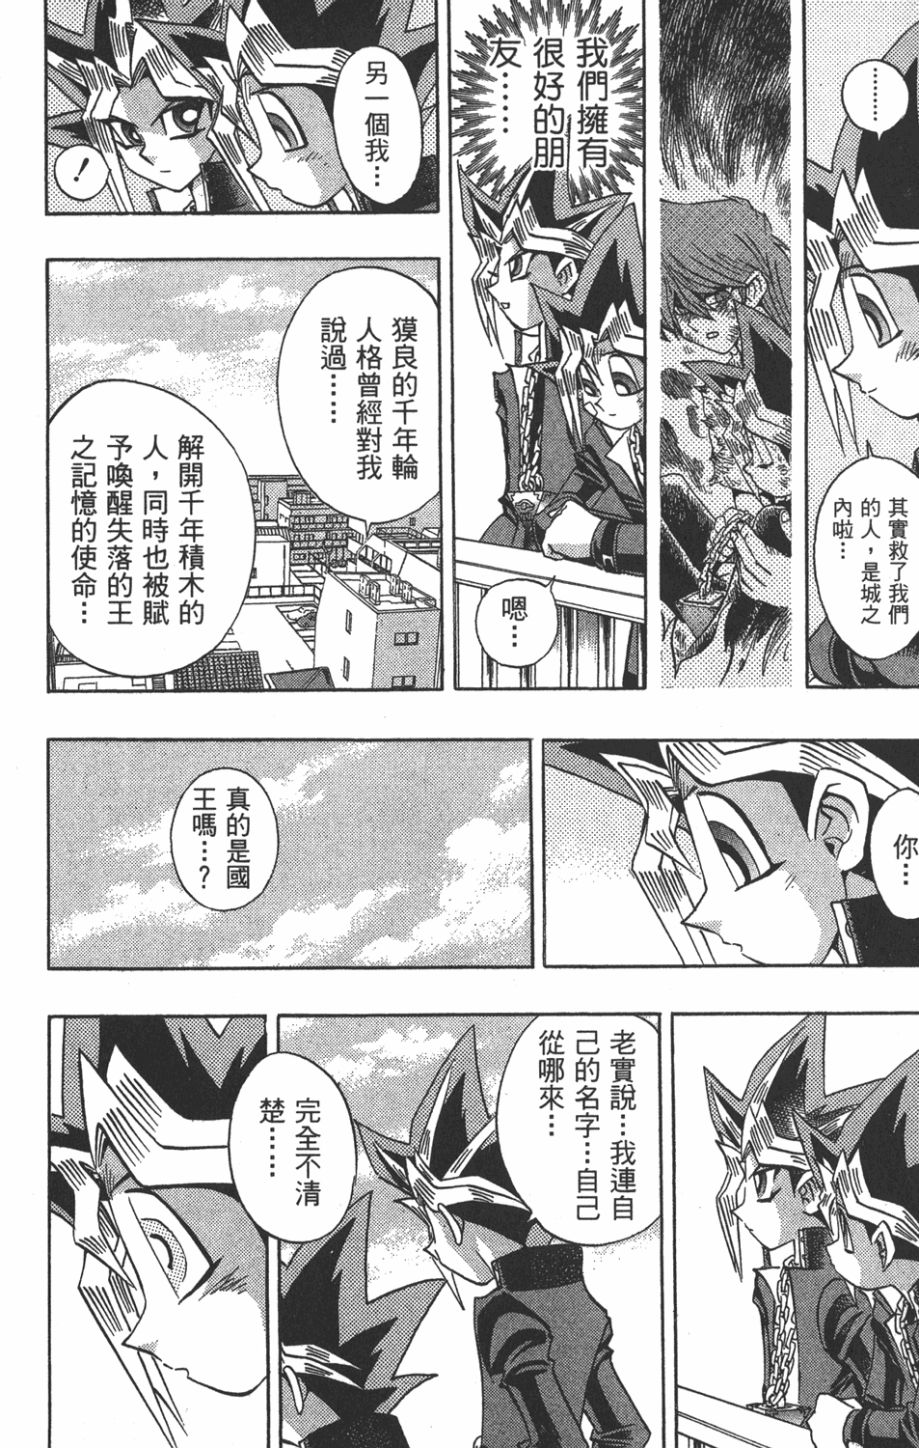 ………
其實救了我們
的人，是城之
內啦…
我們擁有
很好的朋
友……
嗯…
另一個我…
！
獏良的千年輪
人格曾經對我
說過……
解開千年積木的
人，同時也被賦
予喚醒失落的王
之記憶的使命…
你…
真的是國
王嗎…？
老實說…我連自
己的名字…自己
從哪來…
完全不清
楚……